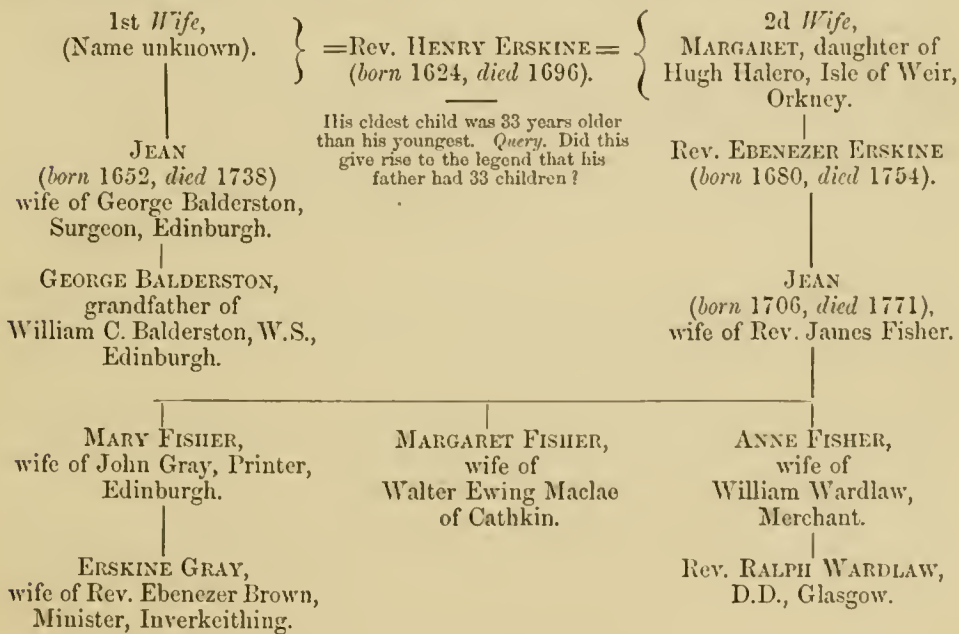 1st Wife,
(Name unknown).
=Rev. HENRY ERSKINE=
(born 1624, died 1696).
2d Wife,
MARGARET, daughter of
Hugh Halero, Isle of Weir,
Orkney.
His eldest child was 33 years older
than his youngest. Query. Did this
give rise to the legend that his
father had 33 children?
JEAN
(born 1652, died 1738)
wife of George Balderston,
Surgeon, Edinburgh.
Rev. EBENEZER ERSKINE
(born 1680, died 1754).
GEORGE BALDERSTON,
grandfather of
William C. Balderston, W.S.,
Edinburgh.
JEAN
(born 1706, died 1771),
wife of Rev. James Fisher.
MARY FISHER,
wife of John Gray, Printer,
Edinburgh.
MARGARET FISHER,
wife of
Walter Ewing Maclae
of Cathkin.
ANNE FISHER,
wife of
William Wardlaw,
Merchant.
ERSKINE GRAY,
wife of Rev. Ebenezer Brown,
Minister, Inverkeithing.
Rev. RALPH WARDLAW,
D.D., Glasgow.